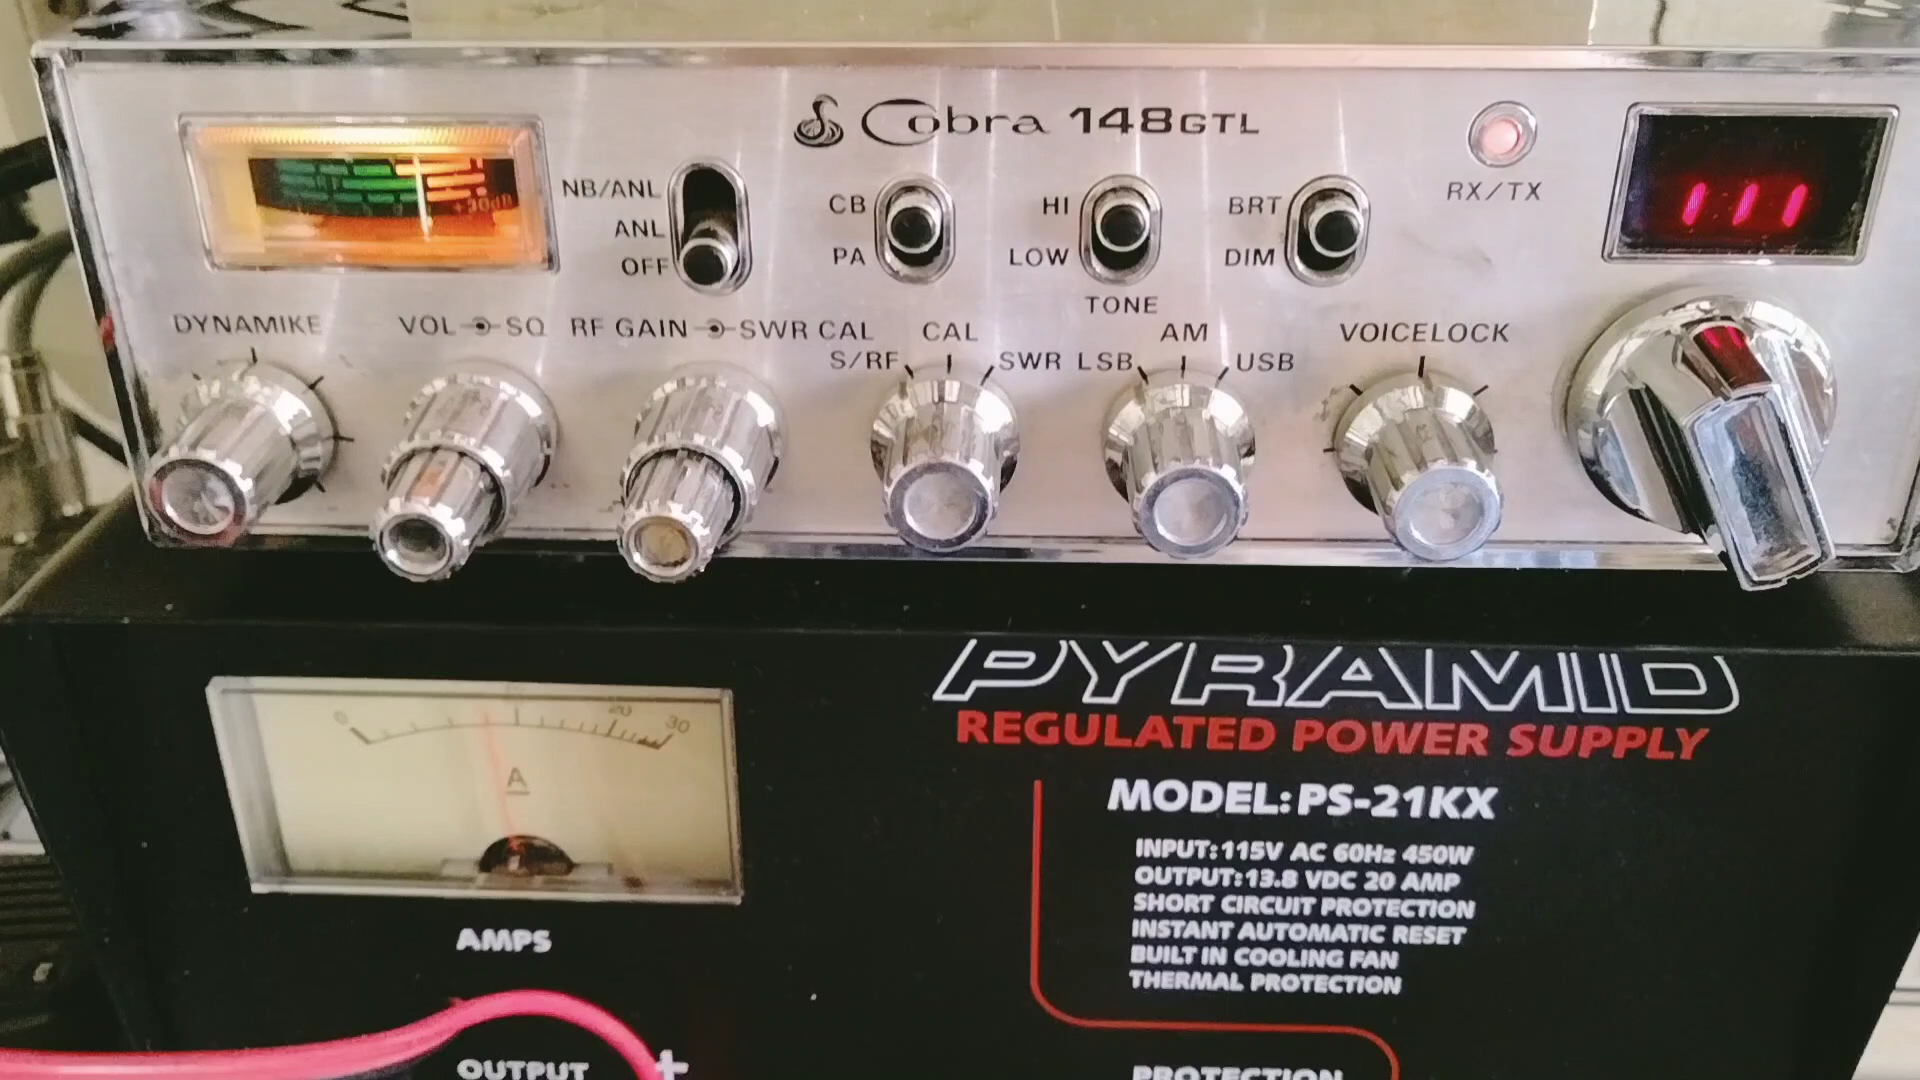 Cobra 148GTL
+30dB
NB/ANL
ANL
OFF
CB
PA
HI
LOW
TONE
BRT
DIM
RX/TX
111
DYNAMIKE
VOL SQ
RF GAIN SWR CAL
CAL
S/RF
SWR
AM
LSB
USB
VOICELOCK
PYRAMID
REGULATED POWER SUPPLY
0
20
30
A
MODEL:PS-21KX
INPUT:115V AC 60Hz 450W
OUTPUT:13.8 VDC 20 AMP
SHORT CIRCUIT PROTECTION
INSTANT AUTOMATIC RESET
BUILT IN COOLING FAN
THERMAL PROTECTION
AMPS
OUTPUT +
PROTECTION